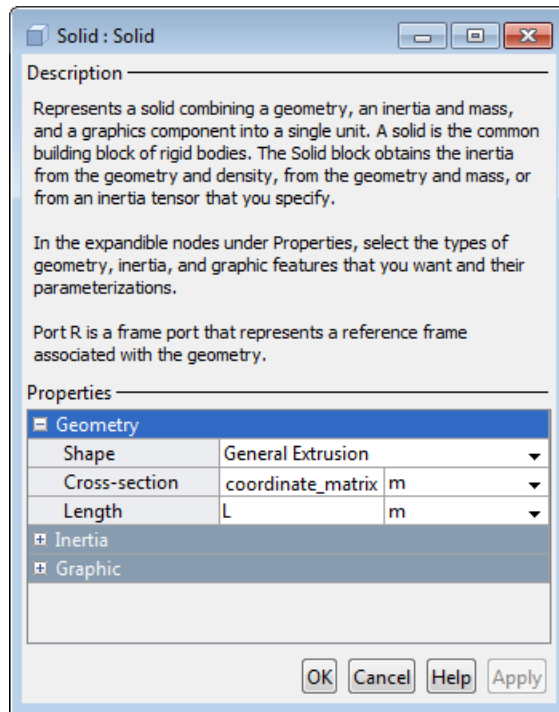 Solid : Solid
Description
Represents a solid combining a geometry, an inertia and mass,
and a graphics component into a single unit. A solid is the common
building block of rigid bodies. The Solid block obtains the inertia
from the geometry and density, from the geometry and mass, or
from an inertia tensor that you specify.
In the expandible nodes under Properties, select the types of
geometry, inertia, and graphic features that you want and their
parameterizations.
Port R is a frame port that represents a reference frame
associated with the geometry.
Properties
Geometry
Shape General Extrusion
Cross-section coordinate_matrix m
Length L m
Inertia
Graphic
OK Cancel Help Apply